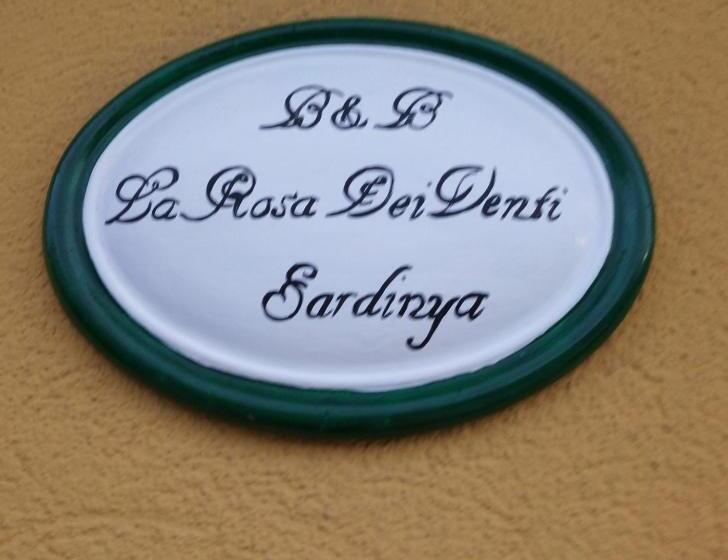 B & B
La Rosa Dei Venti
Sardinya